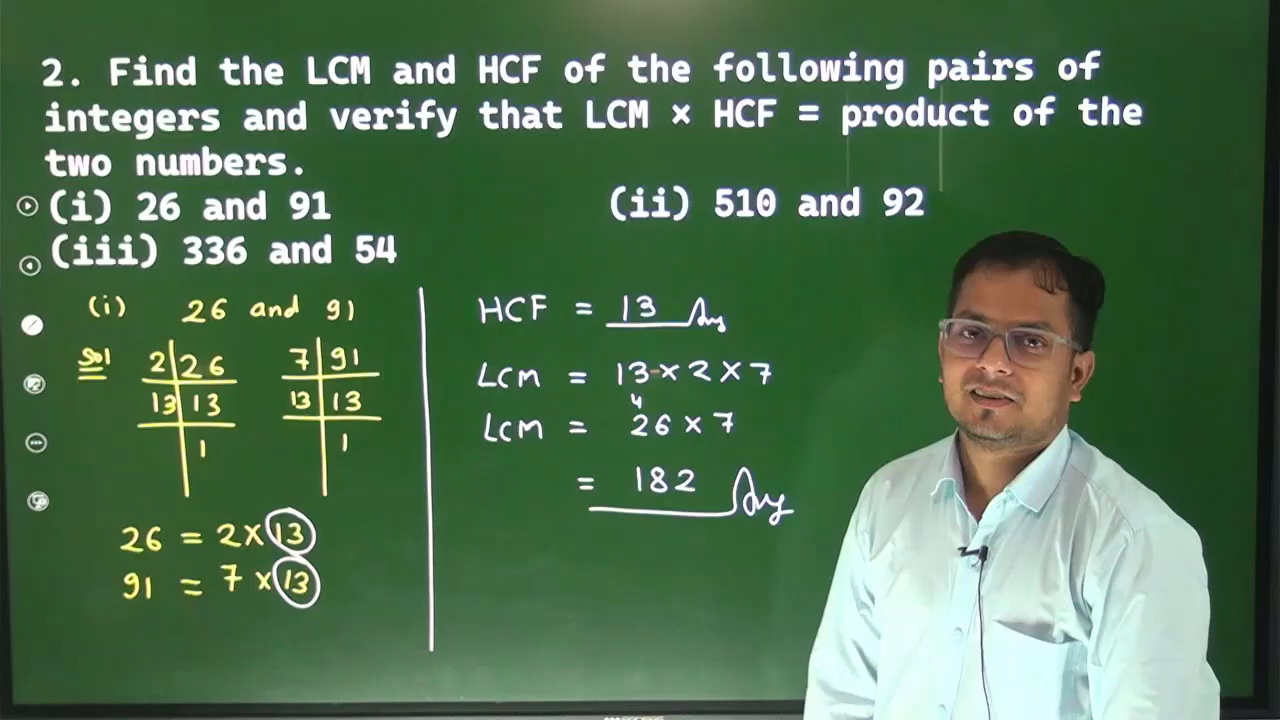 2. Find the LCM and HCF of the following pairs of
integers and verify that LCM × HCF = product of the
two numbers.
(i) 26 and 91
(ii) 510 and 92
(iii) 336 and 54
(i) 26 and 91
Sol
2 | 26
13 | 13
1
7 | 91
13 | 13
1
26 = 2 × 13
91 = 7 × 13
HCF = 13 Ans
LCM = 13 × 2 × 7
4
LCM = 26 × 7
= 182 Ans